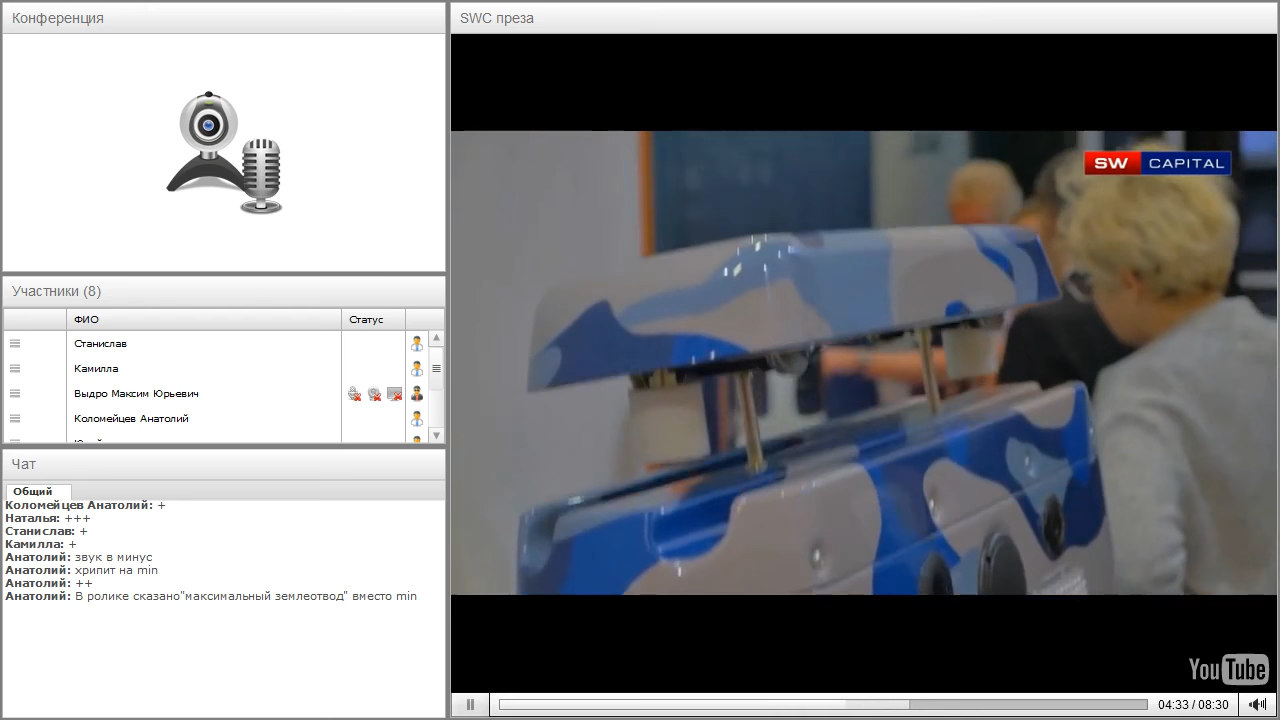 Конференция
SWC преза
SW CAPITAL
Участники (8)
ФИО
Статус
Станислав
Камилла
Выдро Максим Юрьевич
Коломейцев Анатолий
Чат
Общий
Коломейцев Анатолий: +
Наталья: +++
Станислав: +
Камилла: +
Анатолий: звук в минус
Анатолий: хрипит на min
Анатолий: ++
Анатолий: В ролике сказано"максимальный землеотвод" вместо min
YouTube
04:33 / 08:30